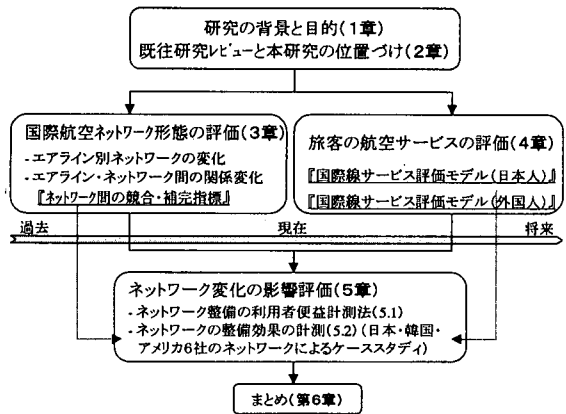 研究の背景と目的(1章)
既往研究レビューと本研究の位置づけ(2章)
国際航空ネットワーク形態の評価(3章)
-エアライン別ネットワークの変化
-エアライン・ネットワーク間の関係変化
『ネットワーク間の競合・補完指標』
旅客の航空サービスの評価(4章)
『国際線サービス評価モデル(日本人)』
『国際線サービス評価モデル(外国人)』
過去
現在
将来
ネットワーク変化の影響評価(5章)
-ネットワーク整備の利用者便益計測法(5.1)
-ネットワークの整備効果の計測(5.2)(日本・韓国・
アメリカ6社のネットワークによるケーススタディ)
まとめ(第6章)